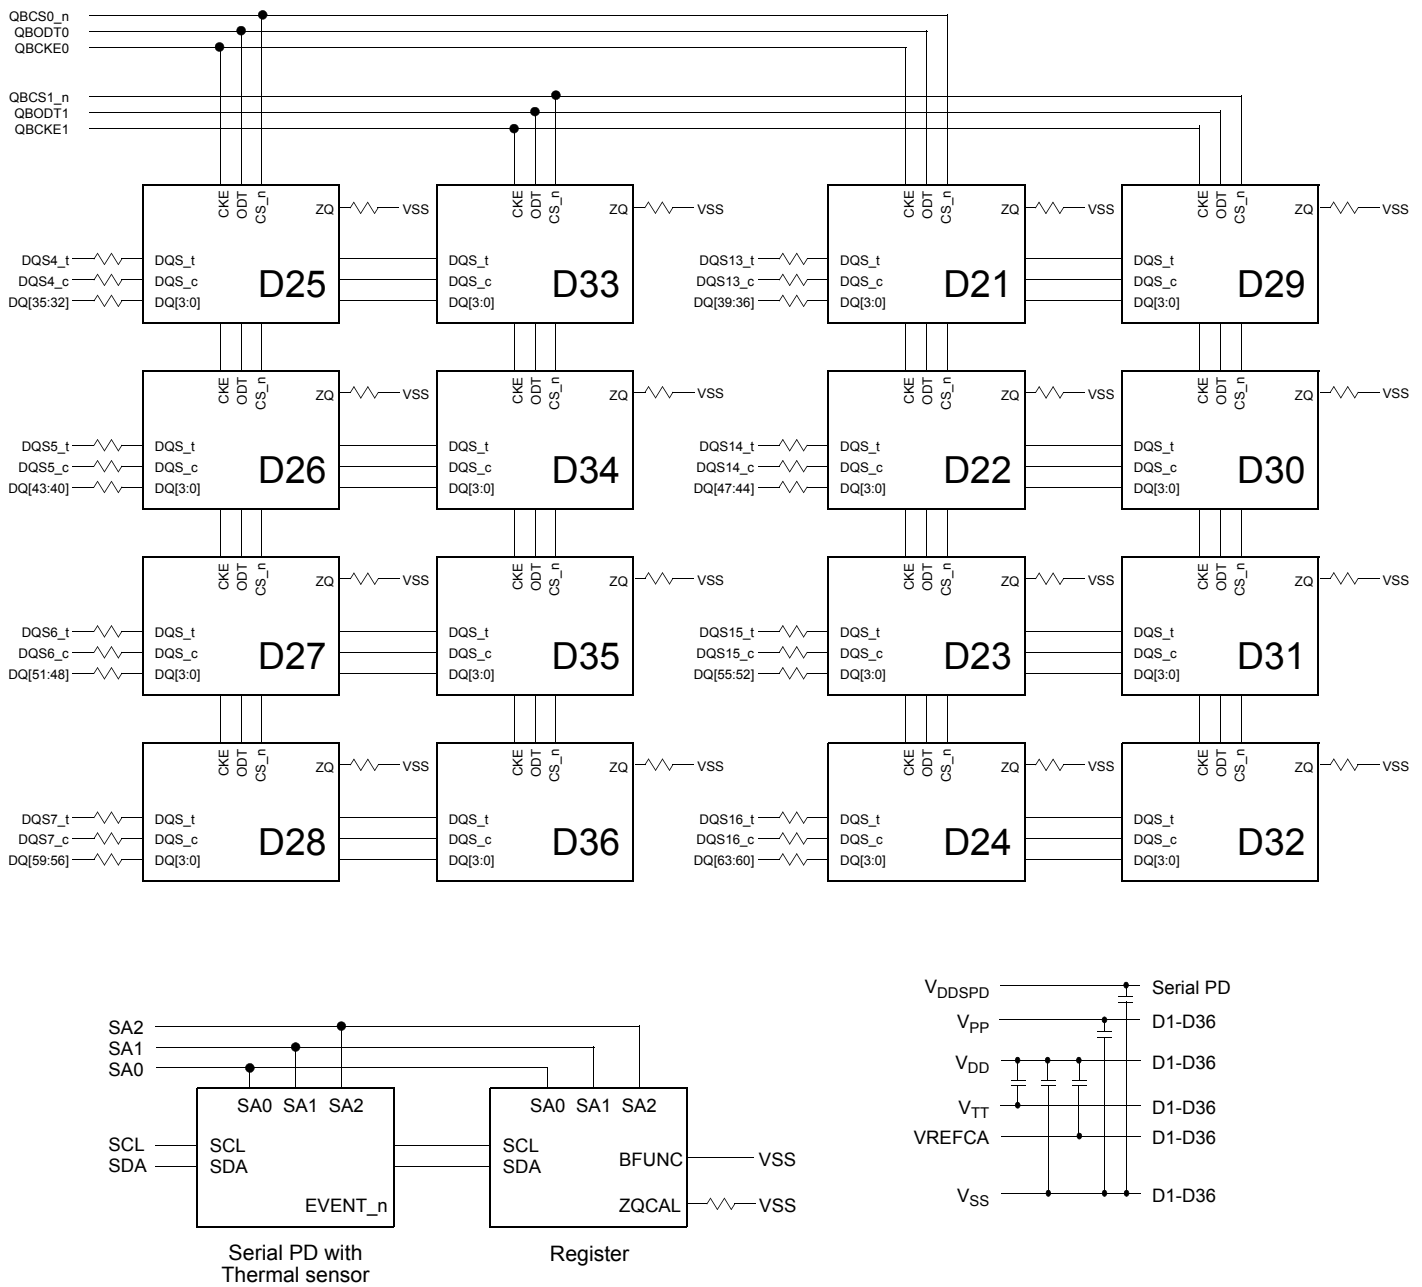 QBCS0_n
QBODT0
QBCKE0
QBCS1_n
QBODT1
QBCKE1
CKE ODT CS_n ZQ VSS CKE ODT CS_n ZQ VSS CKE ODT CS_n ZQ VSS CKE ODT CS_n ZQ VSS
DQS4_t DQS_t DQS_t DQS13_t DQS_t DQS_t
DQS4_c DQS_c D25 DQS_c D33 DQS13_c DQS_c D21 DQS_c D29
DQ[35:32] DQ[3:0] DQ[3:0] DQ[39:36] DQ[3:0] DQ[3:0]
CKE ODT CS_n ZQ VSS CKE ODT CS_n ZQ VSS CKE ODT CS_n ZQ VSS CKE ODT CS_n ZQ VSS
DQS5_t DQS_t DQS_t DQS14_t DQS_t DQS_t
DQS5_c DQS_c D26 DQS_c D34 DQS14_c DQS_c D22 DQS_c D30
DQ[43:40] DQ[3:0] DQ[3:0] DQ[47:44] DQ[3:0] DQ[3:0]
CKE ODT CS_n ZQ VSS CKE ODT CS_n ZQ VSS CKE ODT CS_n ZQ VSS CKE ODT CS_n ZQ VSS
DQS6_t DQS_t DQS_t DQS15_t DQS_t DQS_t
DQS6_c DQS_c D27 DQS_c D35 DQS15_c DQS_c D23 DQS_c D31
DQ[51:48] DQ[3:0] DQ[3:0] DQ[55:52] DQ[3:0] DQ[3:0]
CKE ODT CS_n ZQ VSS CKE ODT CS_n ZQ VSS CKE ODT CS_n ZQ VSS CKE ODT CS_n ZQ VSS
DQS7_t DQS_t DQS_t DQS16_t DQS_t DQS_t
DQS7_c DQS_c D28 DQS_c D36 DQS16_c DQS_c D24 DQS_c D32
DQ[59:56] DQ[3:0] DQ[3:0] DQ[63:60] DQ[3:0] DQ[3:0]
SA2
SA1
SA0
SA0 SA1 SA2 SA0 SA1 SA2
SCL SCL SCL
SDA SDA SDA BFUNC VSS
EVENT_n ZQCAL VSS
Serial PD with
Thermal sensor
Register
VDDSPD Serial PD
VPP D1-D36
VDD D1-D36
VTT D1-D36
VREFCA D1-D36
VSS D1-D36